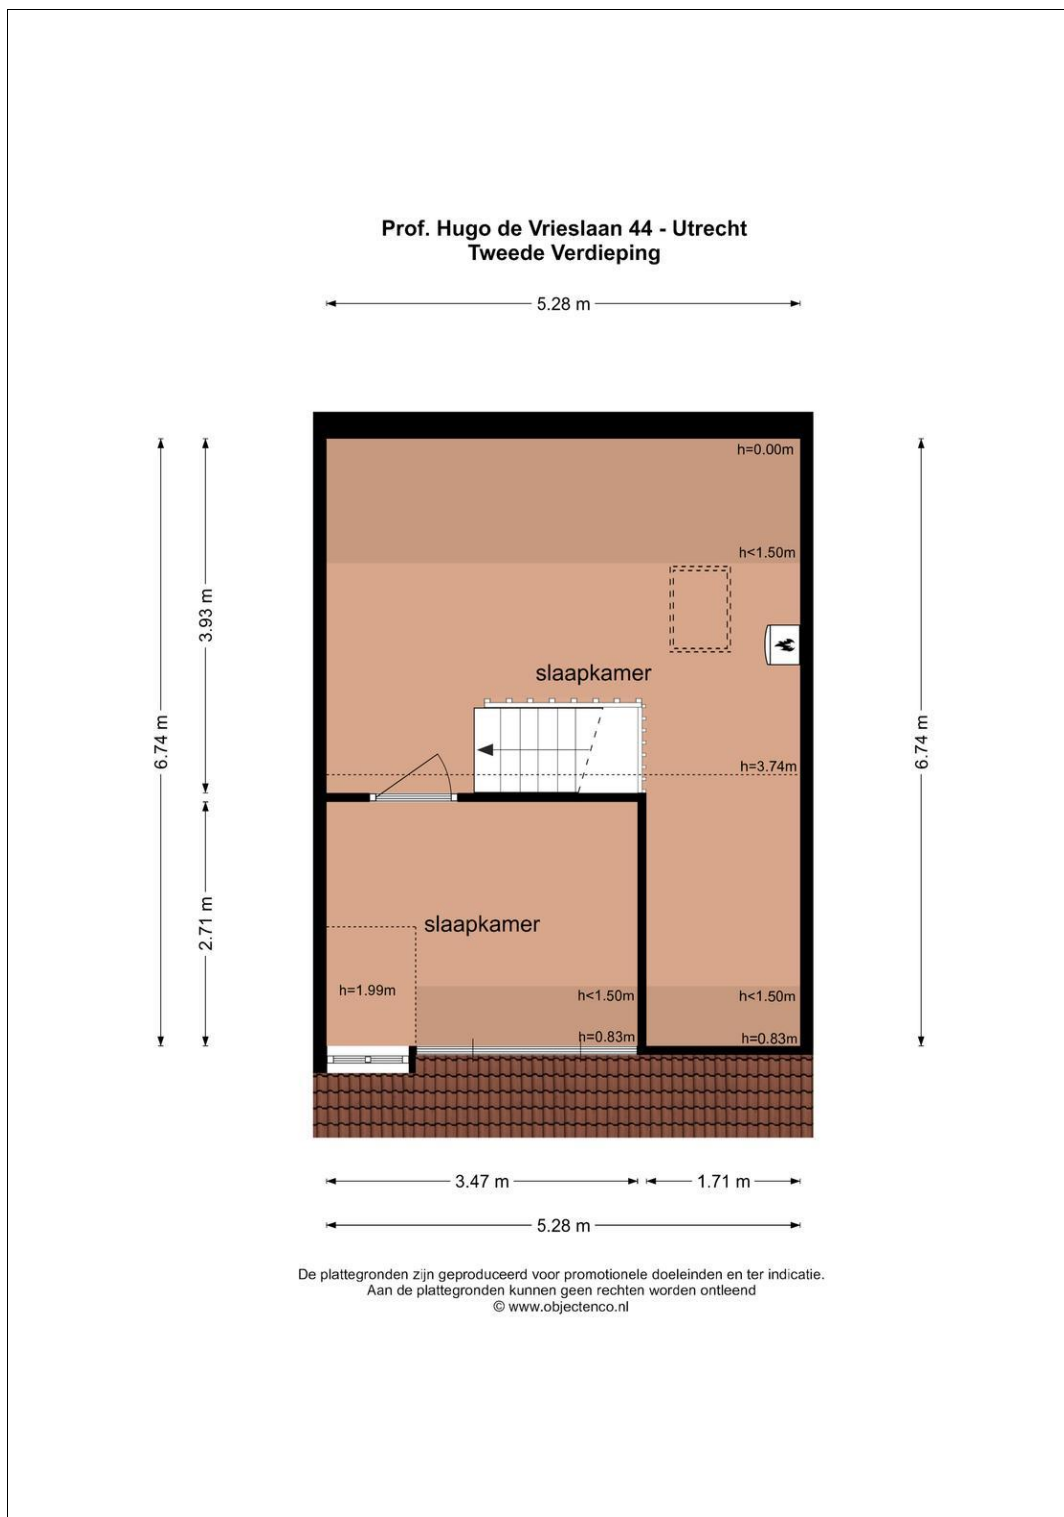 Prof. Hugo de Vrieslaan 44 - Utrecht
Tweede Verdieping
5.28 m
h=0.00m
h<1.50m
3.93 m
slaapkamer
6.74 m
6.74 m
h=3.74m
2.71 m
slaapkamer
h=1.99m
h<1.50m
h<1.50m
h=0.83m
h=0.83m
3.47 m
1.71 m
5.28 m
De plattegronden zijn geproduceerd voor promotionele doeleinden en ter indicatie.
Aan de plattegronden kunnen geen rechten worden ontleend
© www.objectenco.nl